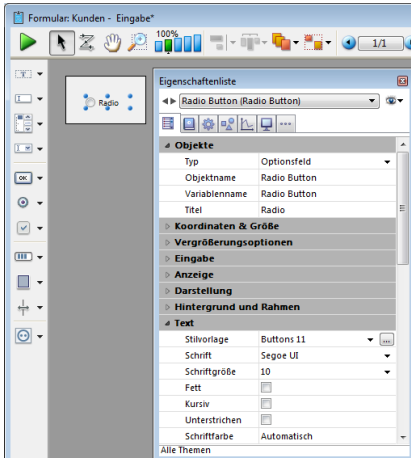 Formular: Kunden - Eingabe*
100%
1/1
Radio
Eigenschaftenliste
Radio Button (Radio Button)
Objekte
Typ Optionsfeld
Objektname Radio Button
Variablenname Radio Button
Titel Radio
Koordinaten & Größe
Vergrößerungsoptionen
Eingabe
Anzeige
Darstellung
Hintergrund und Rahmen
Text
Stilvorlage Buttons 11 ...
Schrift Segoe UI
Schriftgröße 10
Fett
Kursiv
Unterstrichen
Schriftfarbe Automatisch
Alle Themen
OK